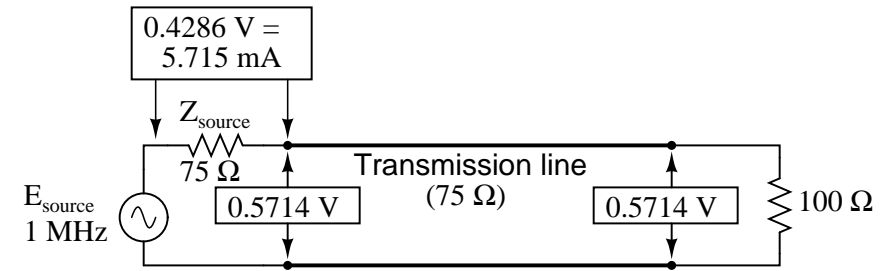 0.4286 V =
5.715 mA
Zsource
75 Ω
Transmission line
(75 Ω)
Esource
1 MHz
0.5714 V
0.5714 V
100 Ω